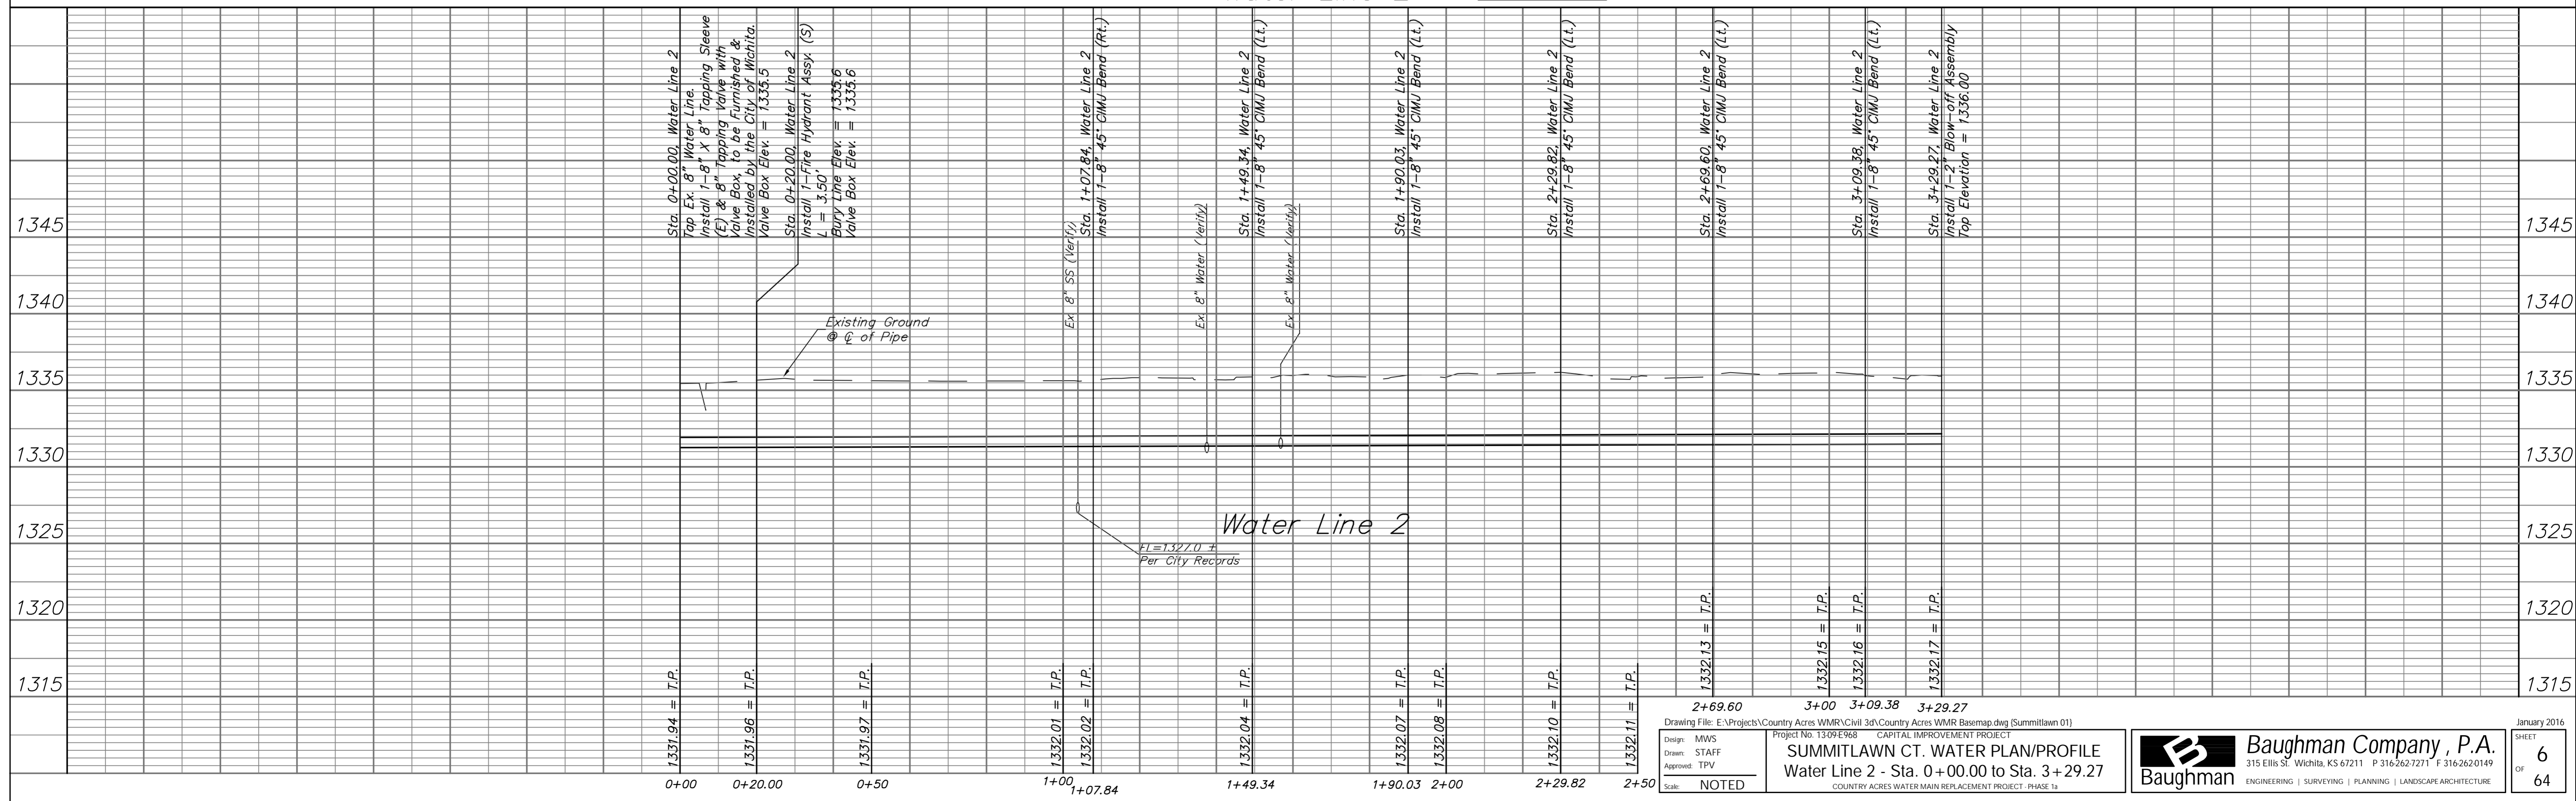 Sta. 0+00.00, Water Line 2
Tap Ex. 8" Water Line.
Install 1-8" X 8" Tapping Sleeve
(E) & 8" Tapping Valve with
Valve Box, to be Furnished &
Installed by the City of Wichita.
Valve Box Elev. = 1335.5
Sta. 0+20.00, Water Line 2
Install 1-Fire Hydrant Assy. (S)
L = 3.50'
Bury Line Elev. = 1335.6
Valve Box Elev. = 1335.6
Ex. 8" SS (Verify)
Sta. 1+07.84, Water Line 2
Install 1-8" 45° CIMJ Bend (Rt.)
Ex. 8" Water (Verify)
Sta. 1+49.34, Water Line 2
Install 1-8" 45° CIMJ Bend (Lt.)
Ex. 8" Water (Verify)
Sta. 1+90.03, Water Line 2
Install 1-8" 45° CIMJ Bend (Lt.)
Sta. 2+29.82, Water Line 2
Install 1-8" 45° CIMJ Bend (Lt.)
Sta. 2+69.60, Water Line 2
Install 1-8" 45° CIMJ Bend (Lt.)
Sta. 3+09.38, Water Line 2
Install 1-8" 45° CIMJ Bend (Lt.)
Sta. 3+29.27, Water Line 2
Install 1-2" Blow-off Assembly
Top Elevation = 1336.00
1345 1345
1340 1340
Existing Ground
@ ℄ of Pipe
1335 1335
1330 1330
1325 1325
Water Line 2
FL=1327.0 ±
Per City Records
1320 1320
1315 1315
1331.94 = T.P.
1331.96 = T.P.
1331.97 = T.P.
1332.01 = T.P.
1332.02 = T.P.
1332.04 = T.P.
1332.07 = T.P.
1332.08 = T.P.
1332.10 = T.P.
1332.11 = T.P.
1332.13 = T.P.
1332.15 = T.P.
1332.16 = T.P.
1332.17 = T.P.
0+00 0+20.00 0+50 1+00 1+07.84 1+49.34 1+90.03 2+00 2+29.82 2+50
2+69.60 3+00 3+09.38 3+29.27
Drawing File: E:\Projects\Country Acres WMR\Civil 3d\Country Acres WMR Basemap.dwg (Summitlawn 01)
January 2016
Design: MWS
Drawn: STAFF
Approved: TPV
Scale: NOTED
Project No. 13-09-E968 CAPITAL IMPROVEMENT PROJECT
SUMMITLAWN CT. WATER PLAN/PROFILE
Water Line 2 - Sta. 0+00.00 to Sta. 3+29.27
COUNTRY ACRES WATER MAIN REPLACEMENT PROJECT - PHASE 1a
Baughman
Baughman Company, P.A.
315 Ellis St. Wichita, KS 67211 P 316-262-7271 F 316-262-0149
ENGINEERING | SURVEYING | PLANNING | LANDSCAPE ARCHITECTURE
SHEET
6
OF
64